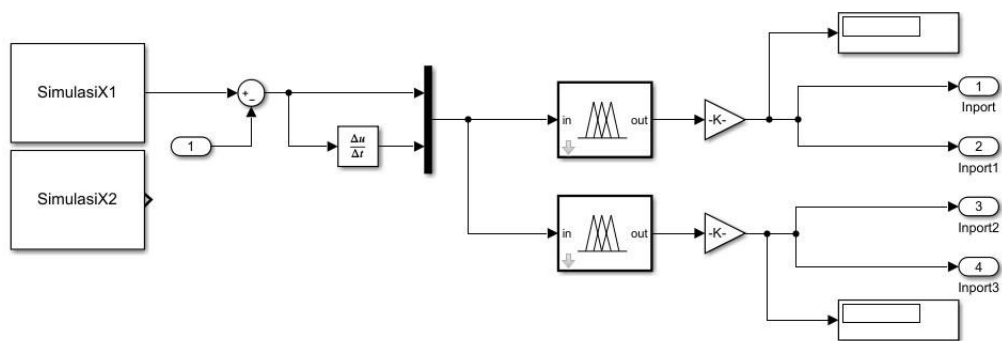 SimulasiX1
SimulasiX2
+
−
1
Δu
Δt
in
out
-K-
in
out
-K-
1
Inport
2
Inport1
3
Inport2
4
Inport3